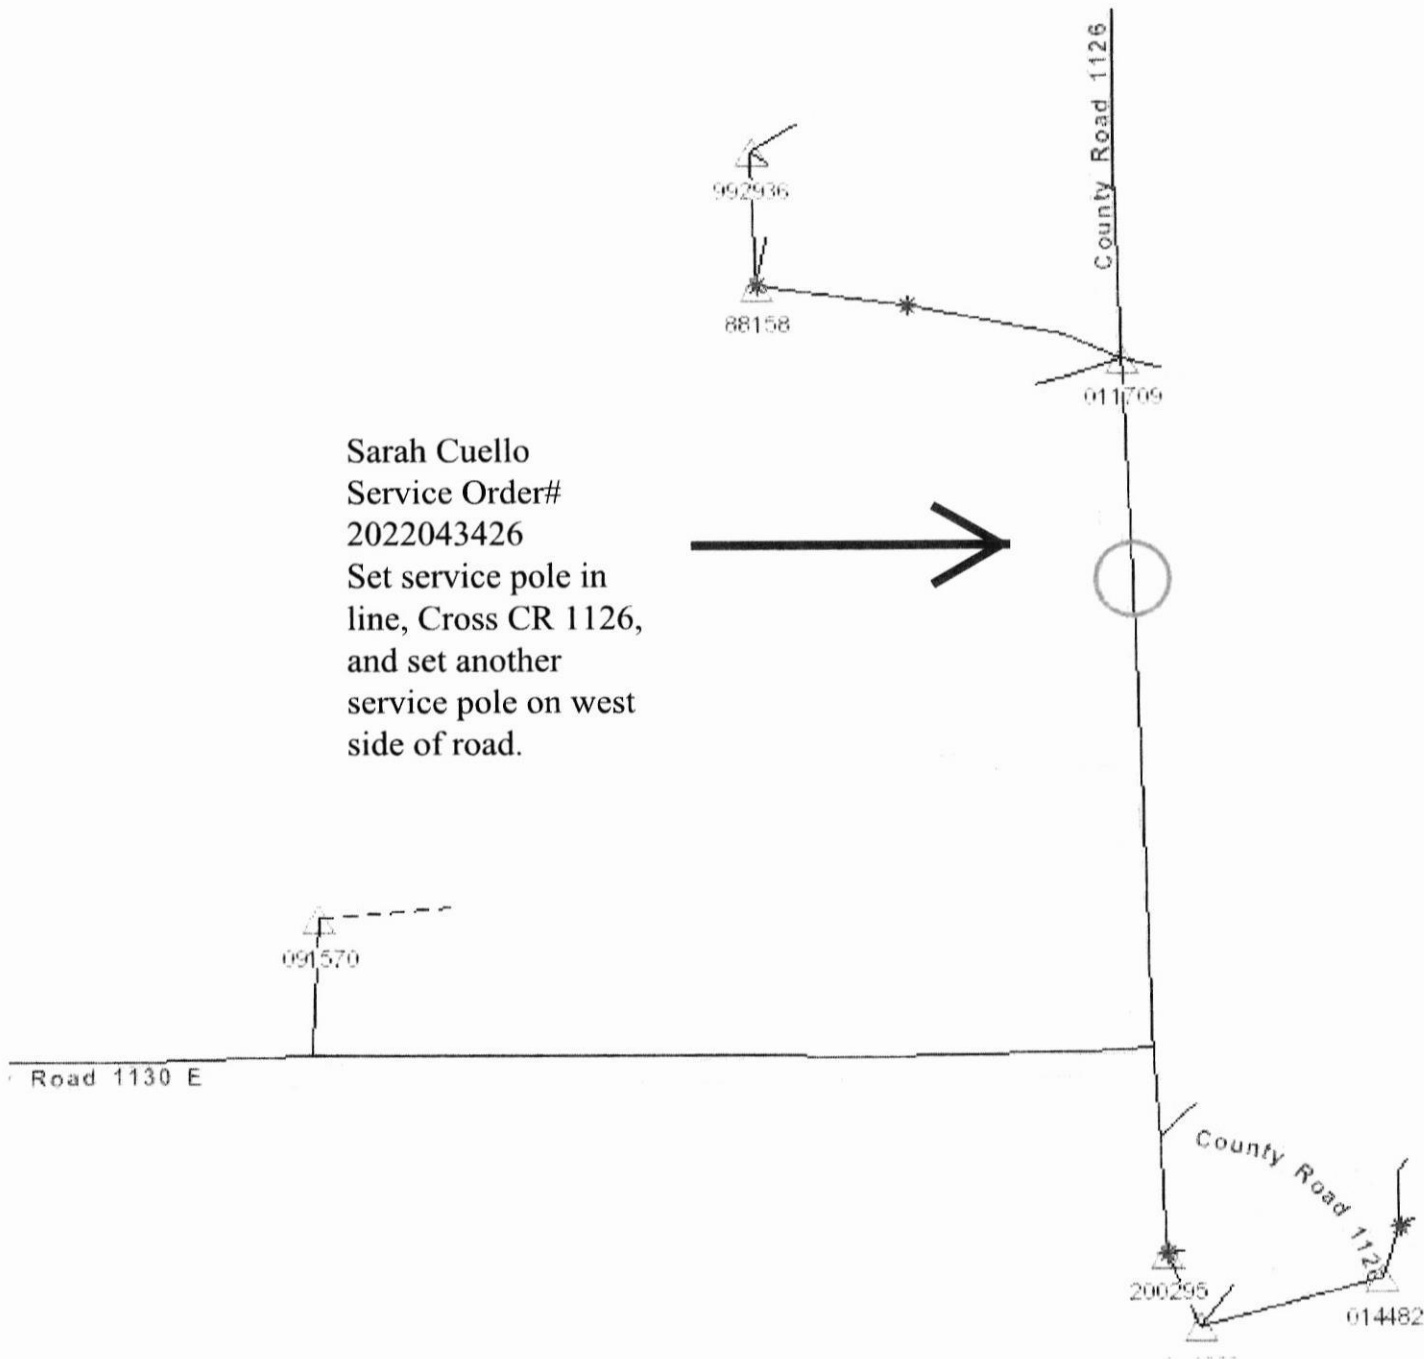 County Road 1126
992936
88158
011709
Sarah Cuello
Service Order#
2022043426
Set service pole in
line, Cross CR 1126,
and set another
service pole on west
side of road.
091570
Road 1130 E
County Road 1126
200295
014482